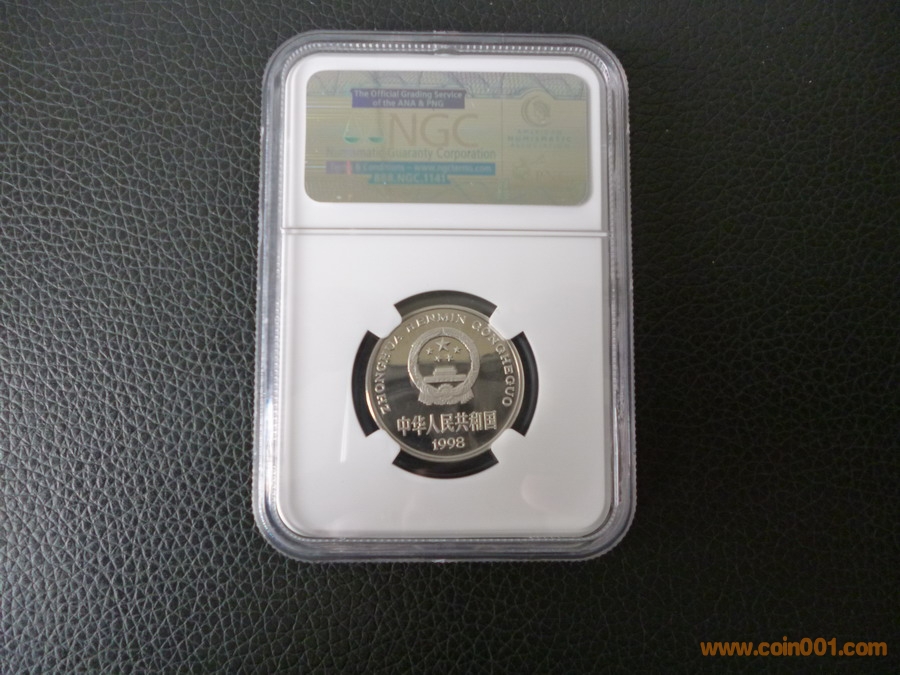 The Official Grading Service
of the ANA & PNG
NGC
Numismatic Guaranty Corporation
888.NGC.1141
ZHONGHUA RENMIN GONGHEGUO
中华人民共和国
1998
www.coin001.com